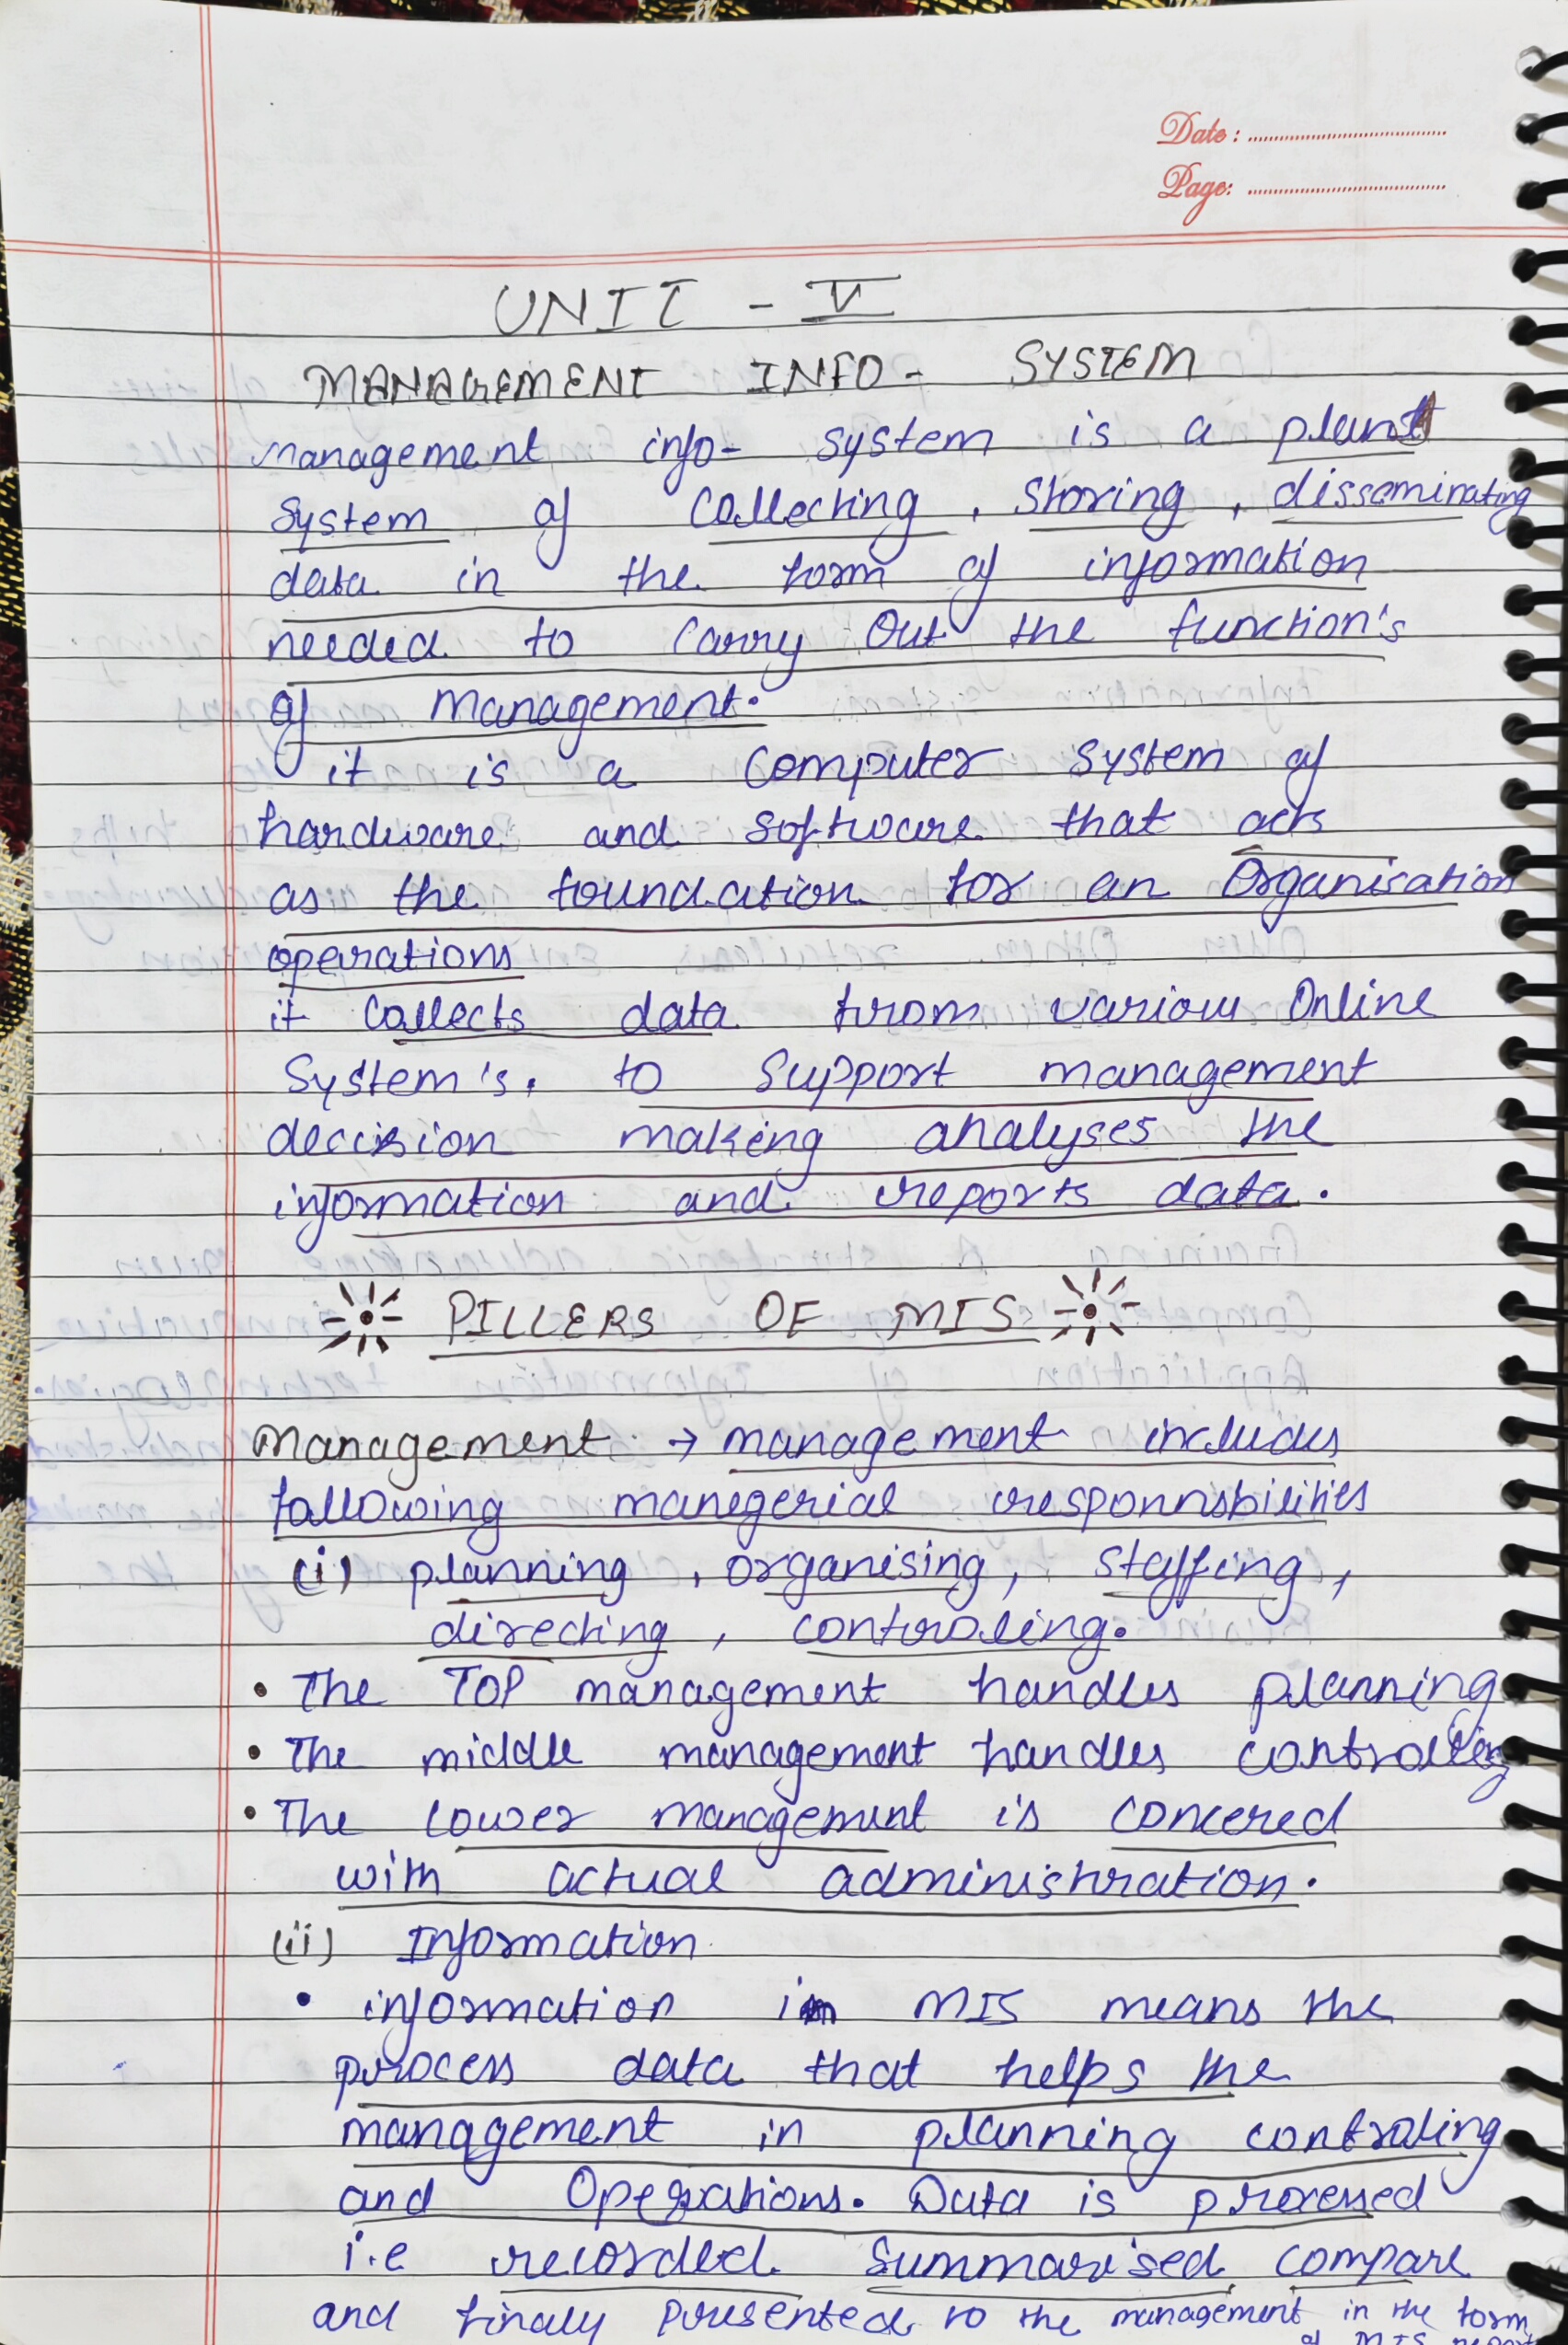 Date :
Page:
UNIT - V
MANAGEMENT INFO- SYSTEM
management info- system is a
System of Collecting, Storing, disseminating
data in the form of information
needed to Carry Out the function's
of management.
it is a Computer System of
hardware and Software that acts
as the foundation for an Organisation
operations
it Collects data from various Online
System's, to Support management
decision making analyses the
information and reports data.
PILLERS OF MIS
Management → management includes
following manegerial responnsbilities
(i) planning, organising, staffing,
directing, controling.
• The TOP management handles planning
• The middle management handles controlling
• The lower management is concered
with actual administration.
(ii) Information
• information in MIS means the
process data that helps the
management in planning controling
and Operations. Data is processed
i.e recorded Summarised, compare
and finaly presented to the management in the form
of MIS